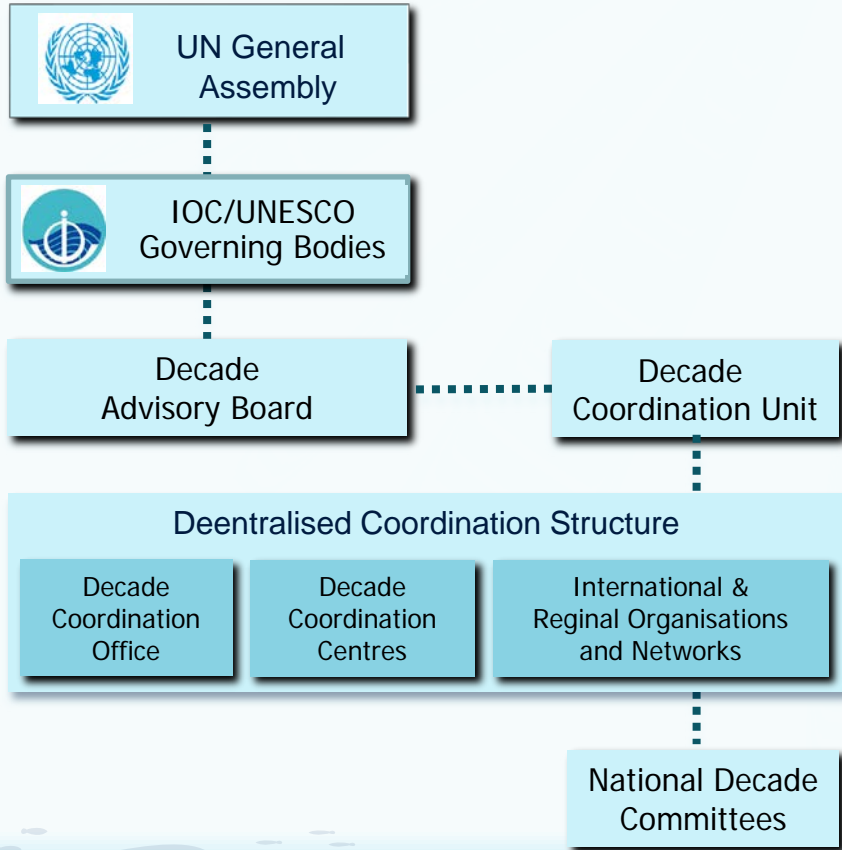 UN General
Assembly
IOC/UNESCO
Governing Bodies
Decade
Advisory Board
Decade
Coordination Unit
Deentralised Coordination Structure
Decade
Coordination
Office
Decade
Coordination
Centres
International &
Reginal Organisations
and Networks
National Decade
Committees